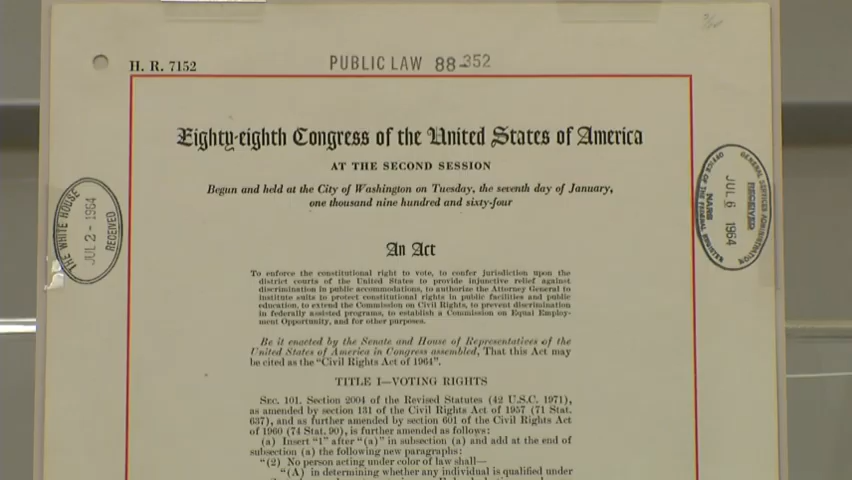 H. R. 7152
PUBLIC LAW 88-352
Eighty-eighth Congress of the United States of America
AT THE SECOND SESSION
Begun and held at the City of Washington on Tuesday, the seventh day of January,
one thousand nine hundred and sixty-four
THE WHITE HOUSE
JUL 2 - 1964
RECEIVED
GENERAL SERVICES ADMINISTRATION
RECEIVED
JUL 6 1964
NARS
OFFICE OF THE FEDERAL REGISTER
An Act
To enforce the constitutional right to vote, to confer jurisdiction upon the
district courts of the United States to provide injunctive relief against
discrimination in public accommodations, to authorize the Attorney General to
institute suits to protect constitutional rights in public facilities and public
education, to extend the Commission on Civil Rights, to prevent discrimination
in federally assisted programs, to establish a Commission on Equal Employ-
ment Opportunity, and for other purposes.
Be it enacted by the Senate and House of Representatives of the
United States of America in Congress assembled, That this Act may
be cited as the "Civil Rights Act of 1964".
TITLE I—VOTING RIGHTS
SEC. 101. Section 2004 of the Revised Statutes (42 U.S.C. 1971),
as amended by section 131 of the Civil Rights Act of 1957 (71 Stat.
637), and as further amended by section 601 of the Civil Rights Act
of 1960 (74 Stat. 90), is further amended as follows:
(a) Insert "1" after "(a)" in subsection (a) and add at the end of
subsection (a) the following new paragraphs:
"(2) No person acting under color of law shall—
"(A) in determining whether any individual is qualified under